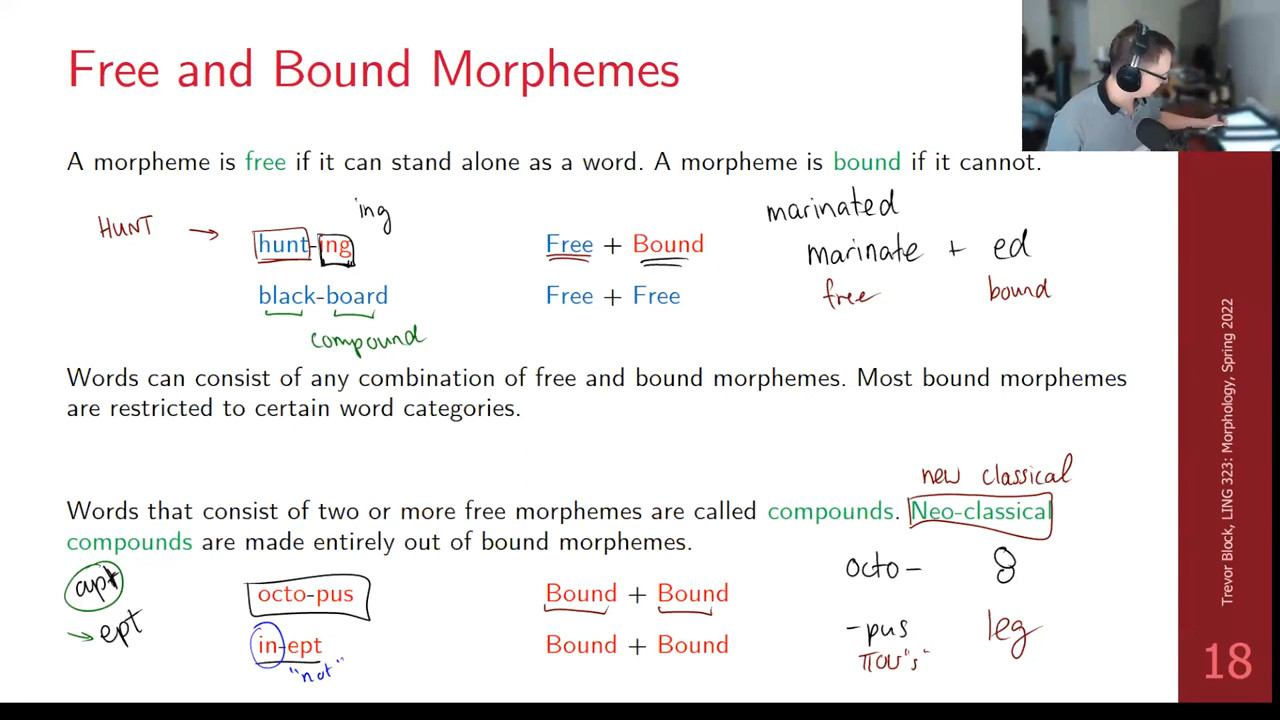 Free and Bound Morphemes
A morpheme is free if it can stand alone as a word. A morpheme is bound if it cannot.
HUNT → hunt-ing ing Free + Bound
marinated
marinate + ed
free bound
black-board Free + Free
compound
Words can consist of any combination of free and bound morphemes. Most bound morphemes
are restricted to certain word categories.
new classical
Words that consist of two or more free morphemes are called compounds. Neo-classical
compounds are made entirely out of bound morphemes.
apt
→ ept
octo-pus Bound + Bound
octo- 8
in-ept Bound + Bound
"not"
-pus leg
που"s"
Trevor Block, LING 323: Morphology, Spring 2022
18